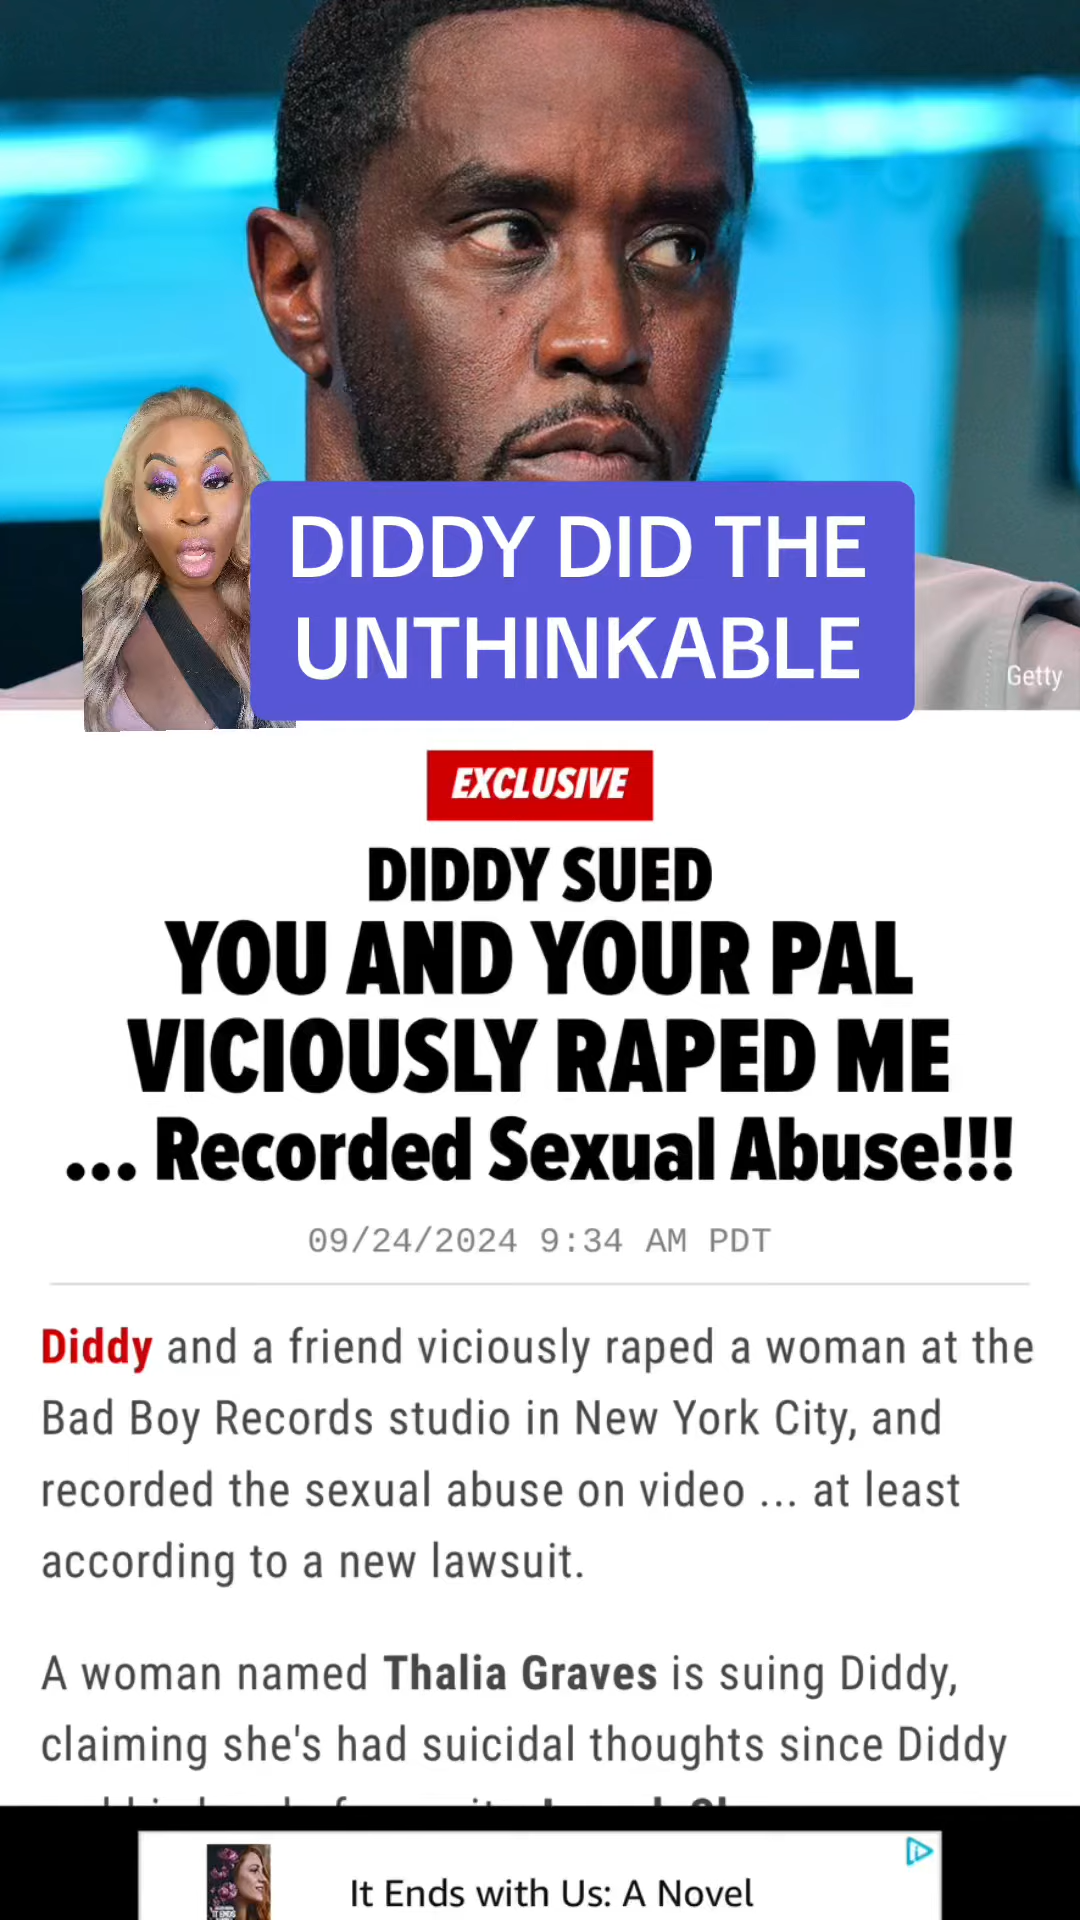 DIDDY DID THE
UNTHINKABLE
Getty
EXCLUSIVE
DIDDY SUED
YOU AND YOUR PAL
VICIOUSLY RAPED ME
... Recorded Sexual Abuse!!!
09/24/2024 9:34 AM PDT
Diddy and a friend viciously raped a woman at the
Bad Boy Records studio in New York City, and
recorded the sexual abuse on video ... at least
according to a new lawsuit.
A woman named Thalia Graves is suing Diddy,
claiming she's had suicidal thoughts since Diddy
It Ends with Us: A Novel